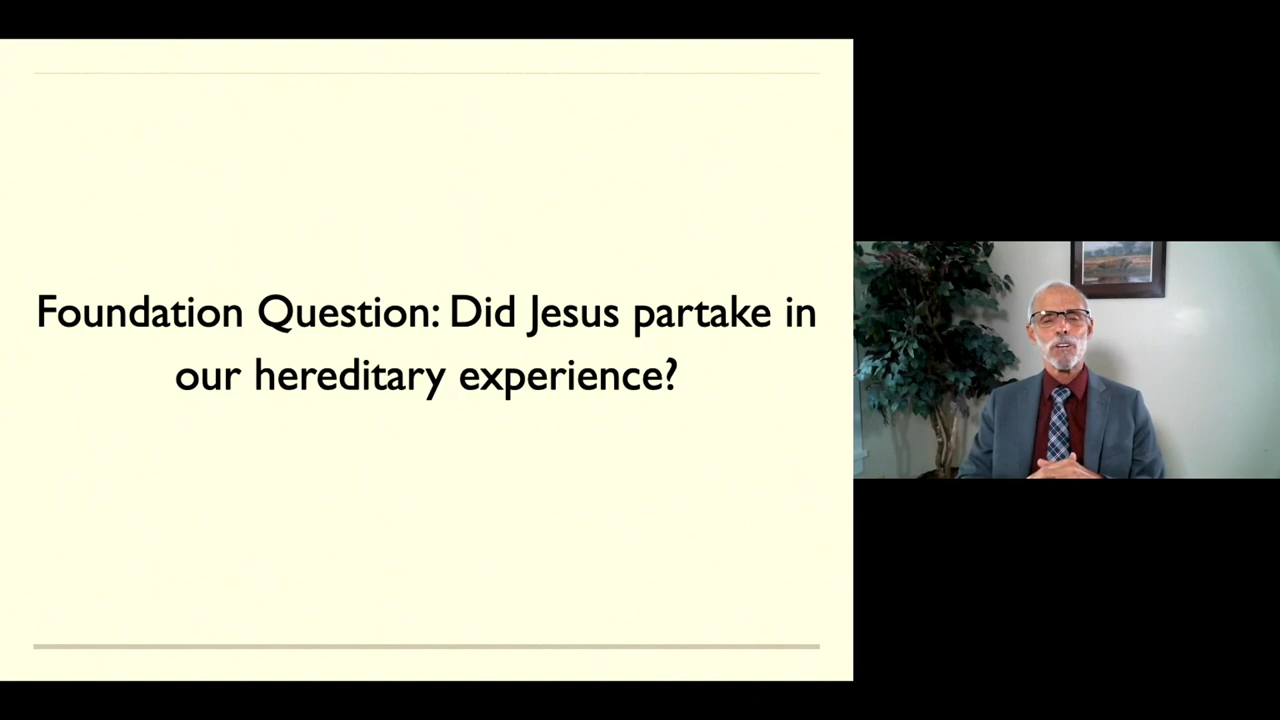 Foundation Question: Did Jesus partake in
our hereditary experience?